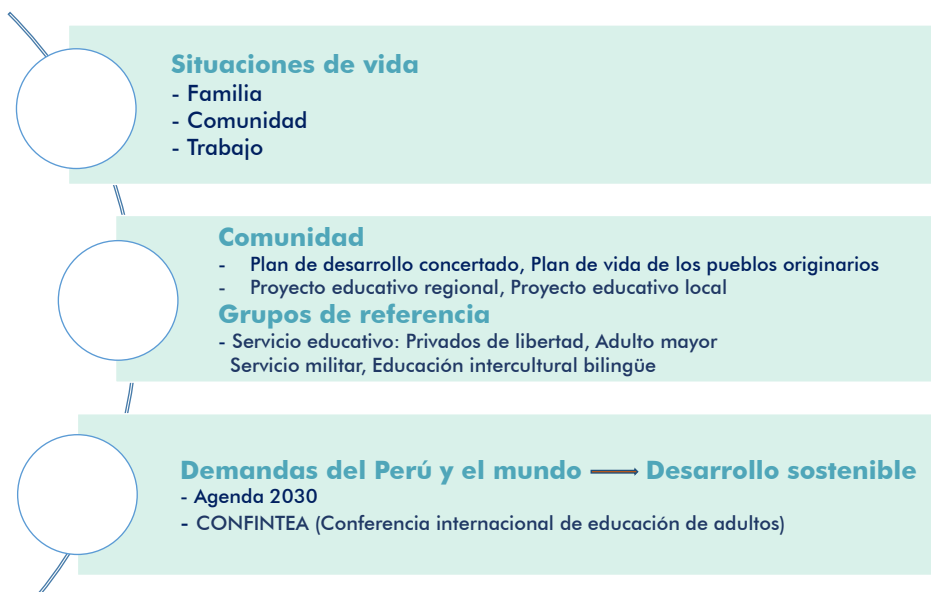 Situaciones de vida
- Familia
- Comunidad
- Trabajo
Comunidad
- Plan de desarrollo concertado, Plan de vida de los pueblos originarios
- Proyecto educativo regional, Proyecto educativo local
Grupos de referencia
- Servicio educativo: Privados de libertad, Adulto mayor
Servicio militar, Educación intercultural bilingüe
Demandas del Perú y el mundo Desarrollo sostenible
- Agenda 2030
- CONFINTEA (Conferencia internacional de educación de adultos)